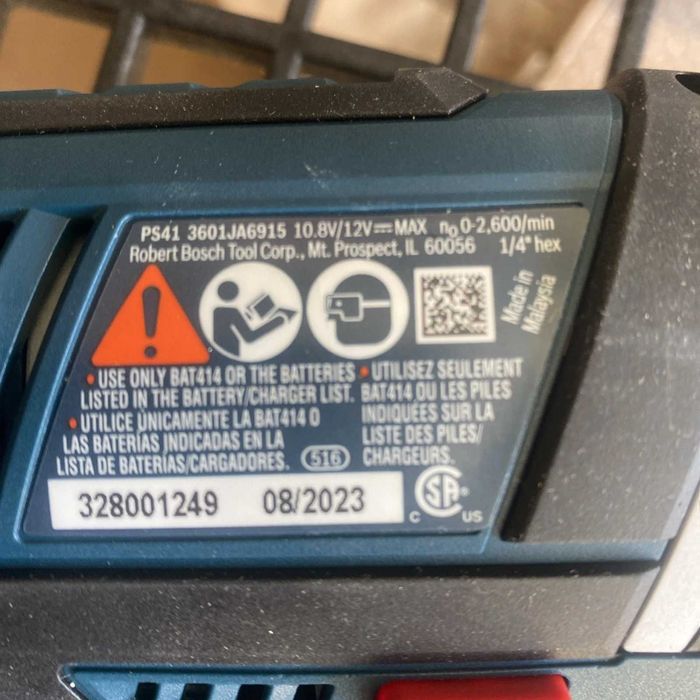 PS41 3601JA6915 10.8V/12V⎓MAX n₀ 0-2,600/min
Robert Bosch Tool Corp., Mt. Prospect, IL 60056 1/4" hex
Made in
Malaysia
• USE ONLY BAT414 OR THE BATTERIES
LISTED IN THE BATTERY/CHARGER LIST.
• UTILICE ÚNICAMENTE LA BAT414 O
LAS BATERÍAS INDICADAS EN LA
LISTA DE BATERÍAS/CARGADORES.
• UTILISEZ SEULEMENT
BAT414 OU LES PILES
INDIQUÉES SUR LA
LISTE DES PILES/
CHARGEURS.
516
328001249 08/2023
C SA® US